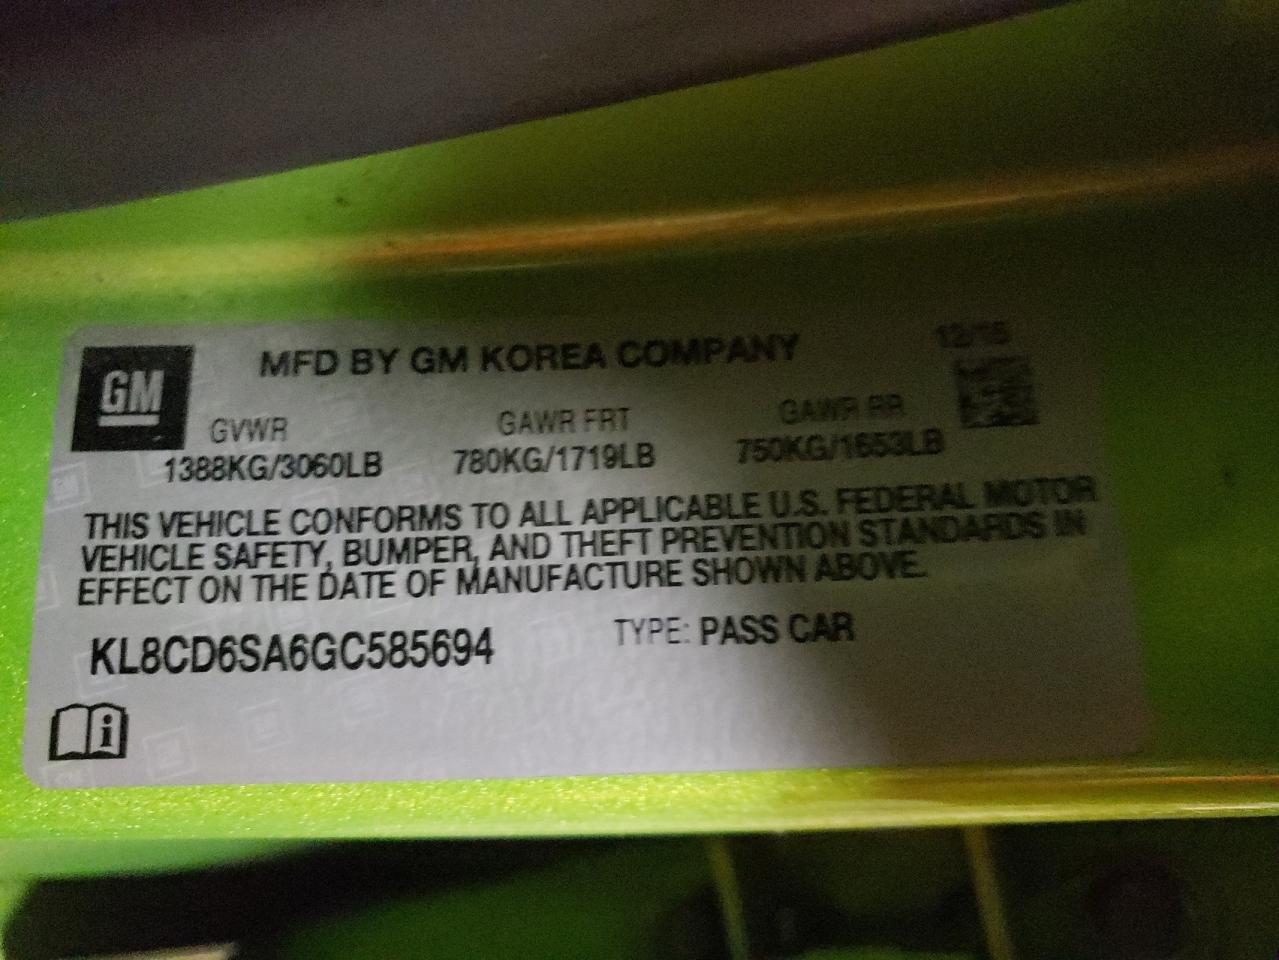 GM
MFD BY GM KOREA COMPANY
12/15
GVWR GAWR FRT GAWR RR
1388KG/3060LB 780KG/1719LB 750KG/1653LB
THIS VEHICLE CONFORMS TO ALL APPLICABLE U.S. FEDERAL MOTOR
VEHICLE SAFETY, BUMPER, AND THEFT PREVENTION STANDARDS IN
EFFECT ON THE DATE OF MANUFACTURE SHOWN ABOVE.
KL8CD6SA6GC585694 TYPE: PASS CAR